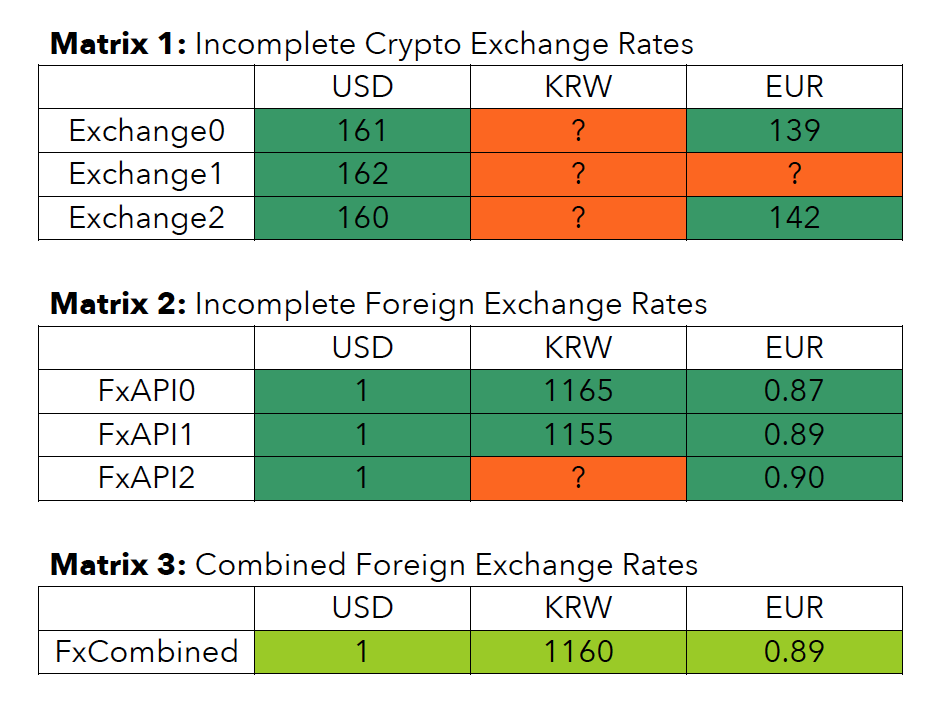 Matrix 1: Incomplete Crypto Exchange Rates
USD KRW EUR
Exchange0 161 ? 139
Exchange1 162 ? ?
Exchange2 160 ? 142
Matrix 2: Incomplete Foreign Exchange Rates
USD KRW EUR
FxAPI0 1 1165 0.87
FxAPI1 1 1155 0.89
FxAPI2 1 ? 0.90
Matrix 3: Combined Foreign Exchange Rates
USD KRW EUR
FxCombined 1 1160 0.89